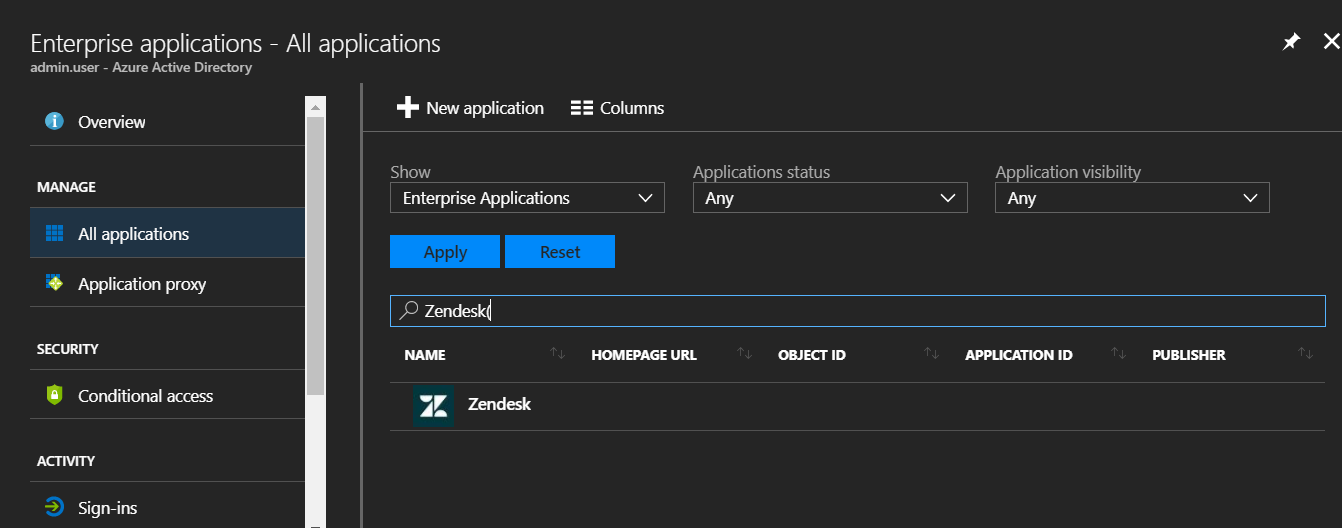 Enterprise applications - All applications
admin.user - Azure Active Directory
Overview
MANAGE
All applications
Application proxy
SECURITY
Conditional access
ACTIVITY
Sign-ins
New application Columns
Show Applications status Application visibility
Enterprise Applications Any Any
Apply Reset
Zendesk(
NAME HOMEPAGE URL OBJECT ID APPLICATION ID PUBLISHER
Zendesk